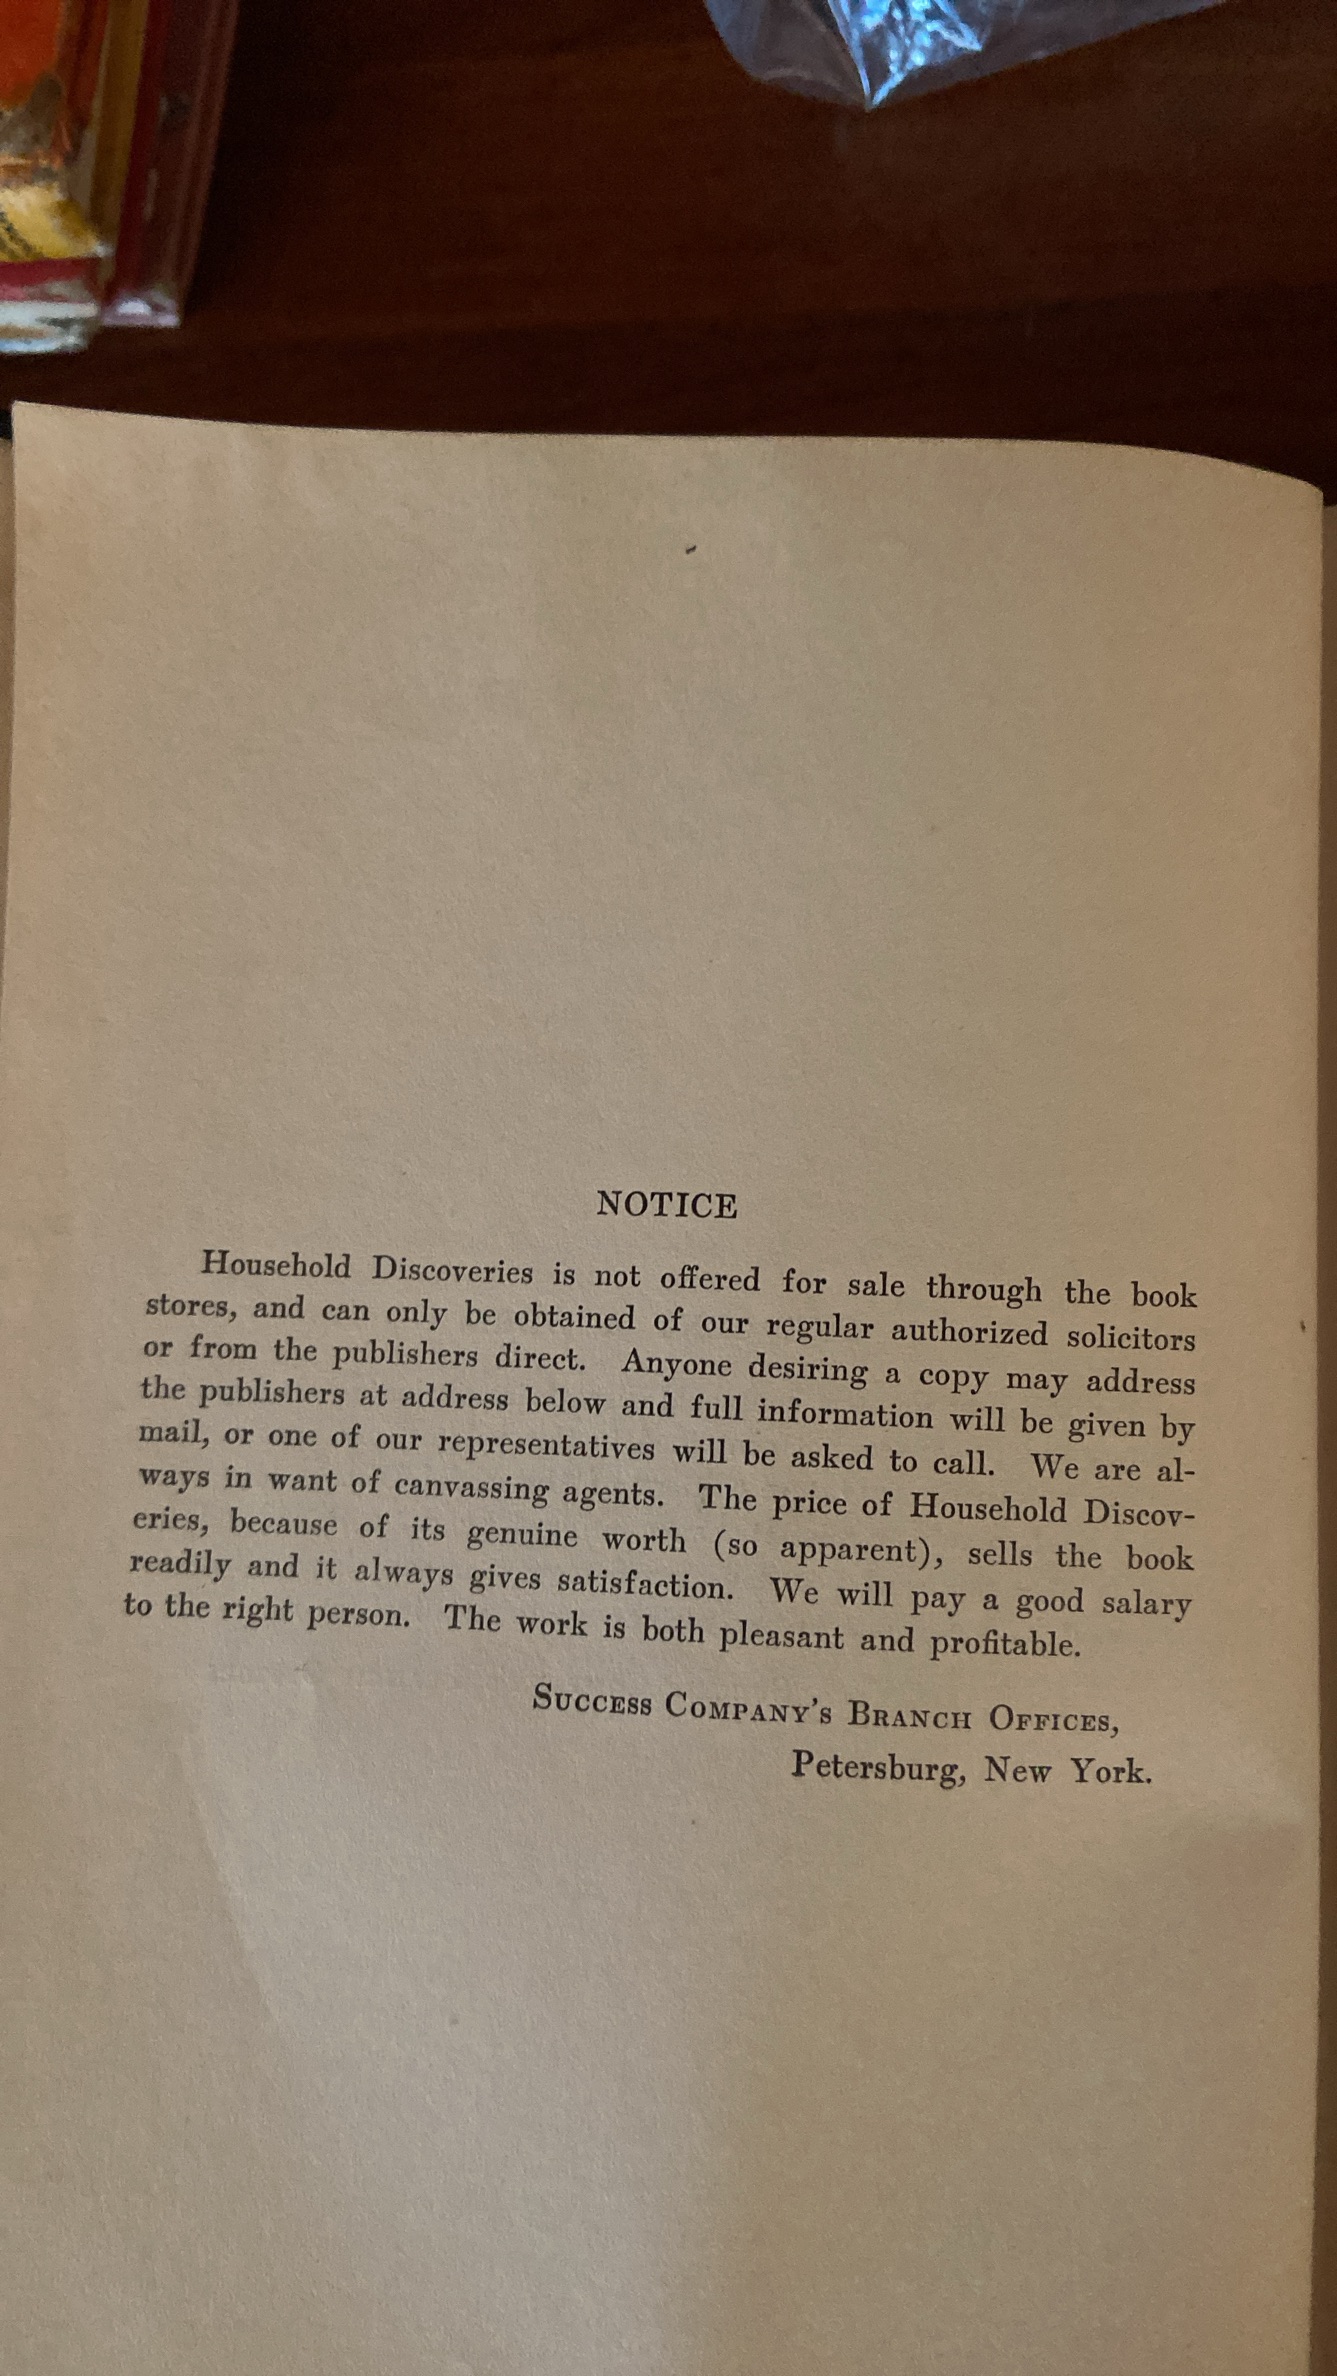 NOTICE
Household Discoveries is not offered for sale through the book
stores, and can only be obtained of our regular authorized solicitors
or from the publishers direct. Anyone desiring a copy may address
the publishers at address below and full information will be given by
mail, or one of our representatives will be asked to call. We are al-
ways in want of canvassing agents. The price of Household Discov-
eries, because of its genuine worth (so apparent), sells the book
readily and it always gives satisfaction. We will pay a good salary
to the right person. The work is both pleasant and profitable.
SUCCESS COMPANY'S BRANCH OFFICES,
Petersburg, New York.